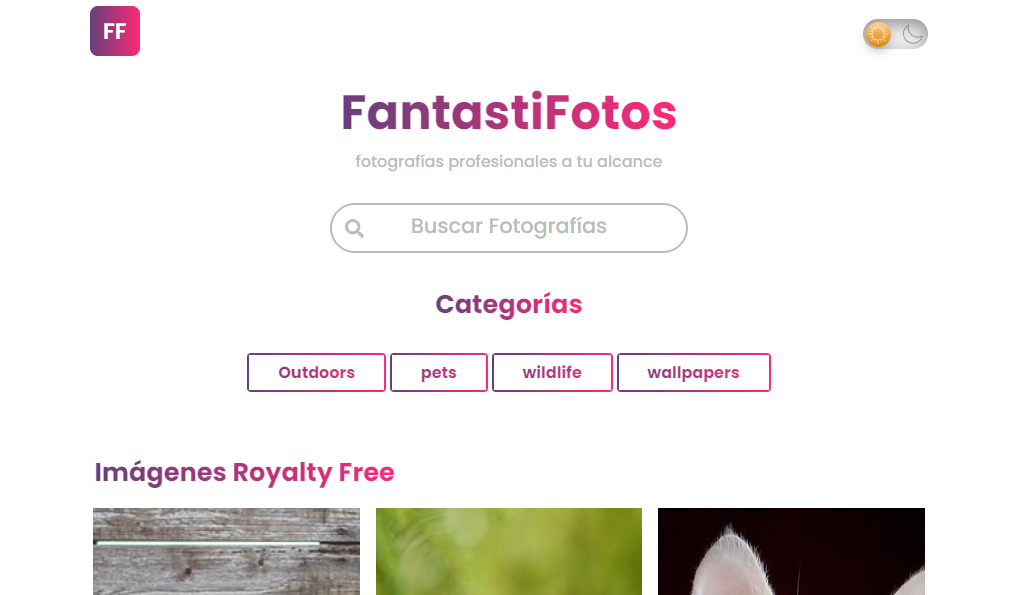 FF
FantastiFotos
fotografías profesionales a tu alcance
Buscar Fotografías
Categorías
Outdoors pets wildlife wallpapers
Imágenes Royalty Free